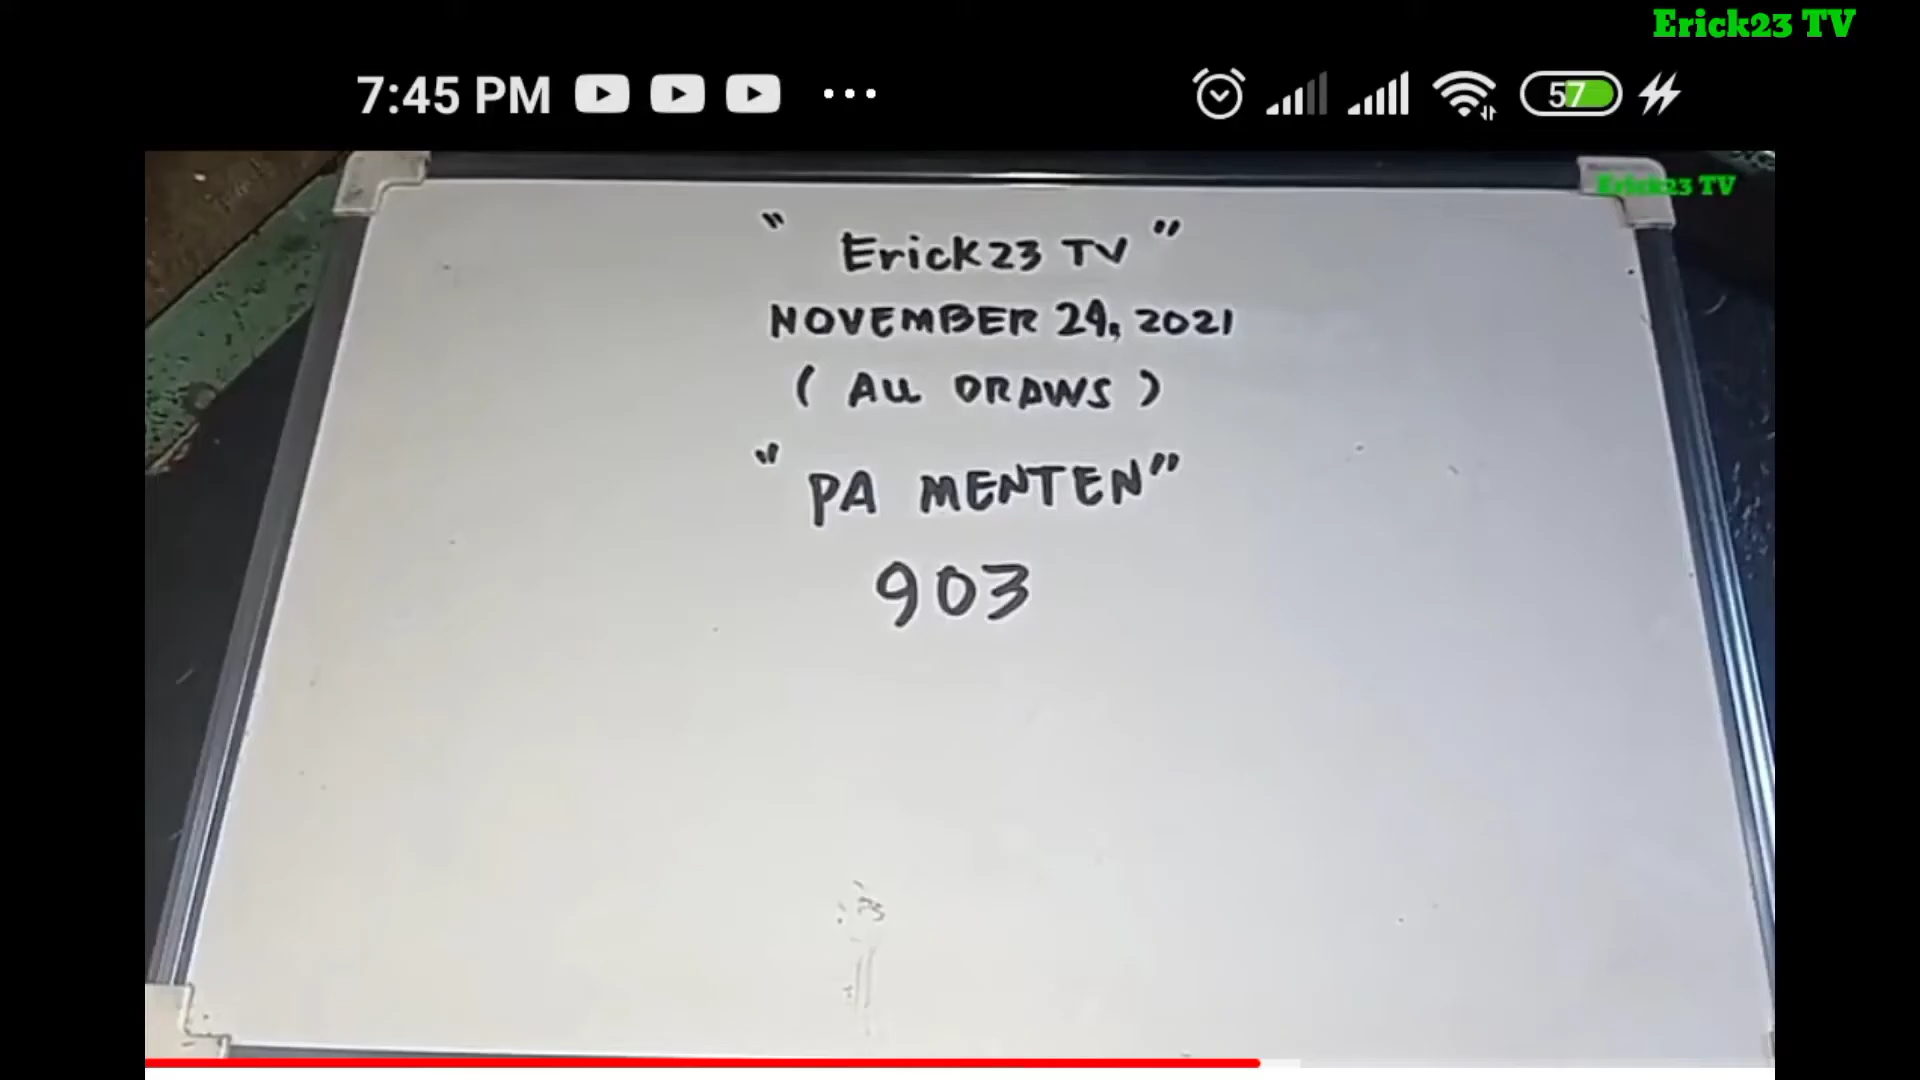 Erick23 TV
7:45 PM
57
Erick23 TV
" Erick23 TV "
NOVEMBER 24, 2021
( ALL DRAWS )
" PA MENTEN"
903